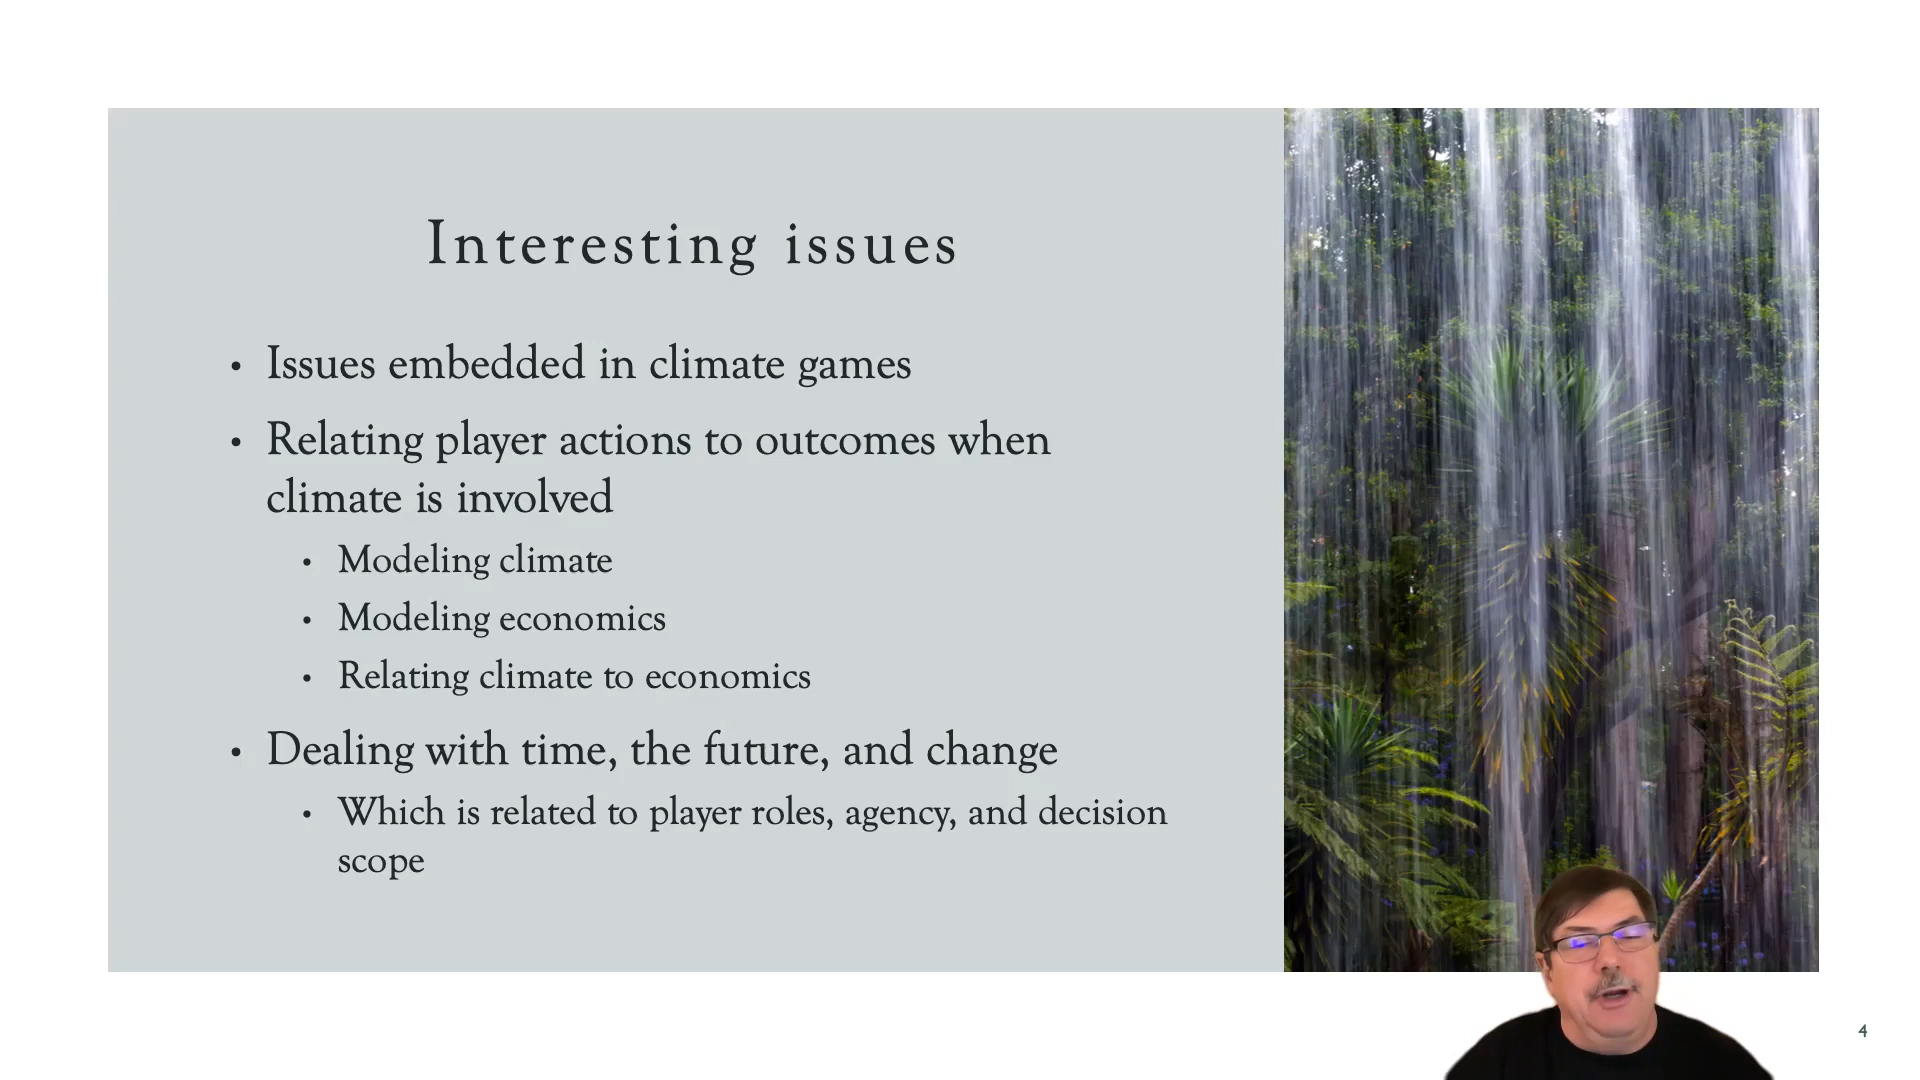 Interesting issues
• Issues embedded in climate games
• Relating player actions to outcomes when
climate is involved
• Modeling climate
• Modeling economics
• Relating climate to economics
• Dealing with time, the future, and change
• Which is related to player roles, agency, and decision
scope
4